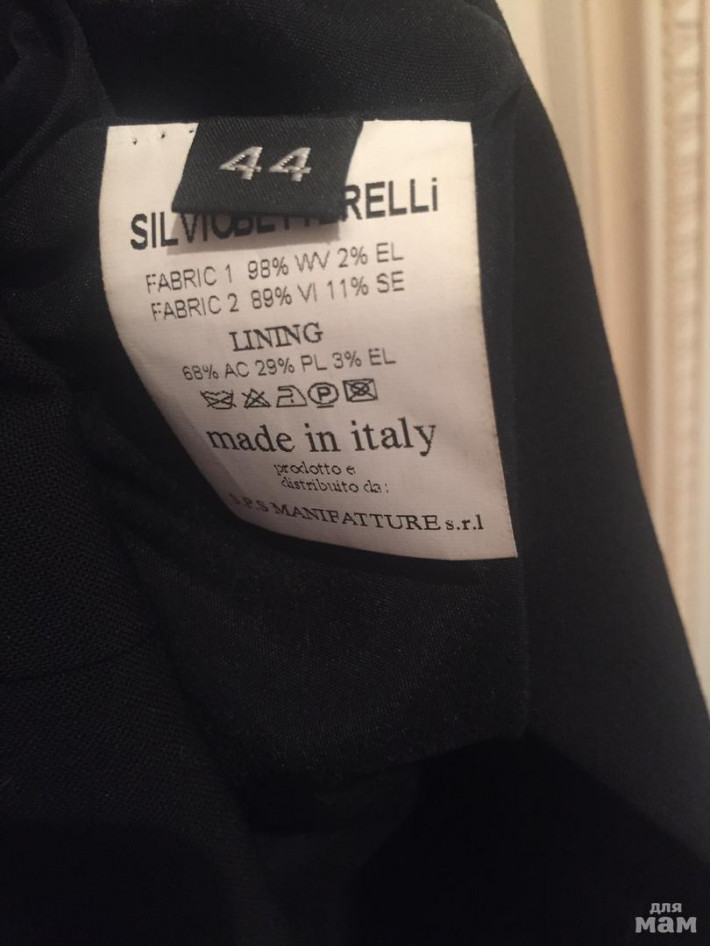 44
FABRIC 1 98% WV 2% EL
FABRIC 2 89% VI 11% SE
LINING
68% AC 29% PL 3% EL
P
made in italy
prodotto e
distribuito da:
MANIFATTURE s.r.l
для
мам